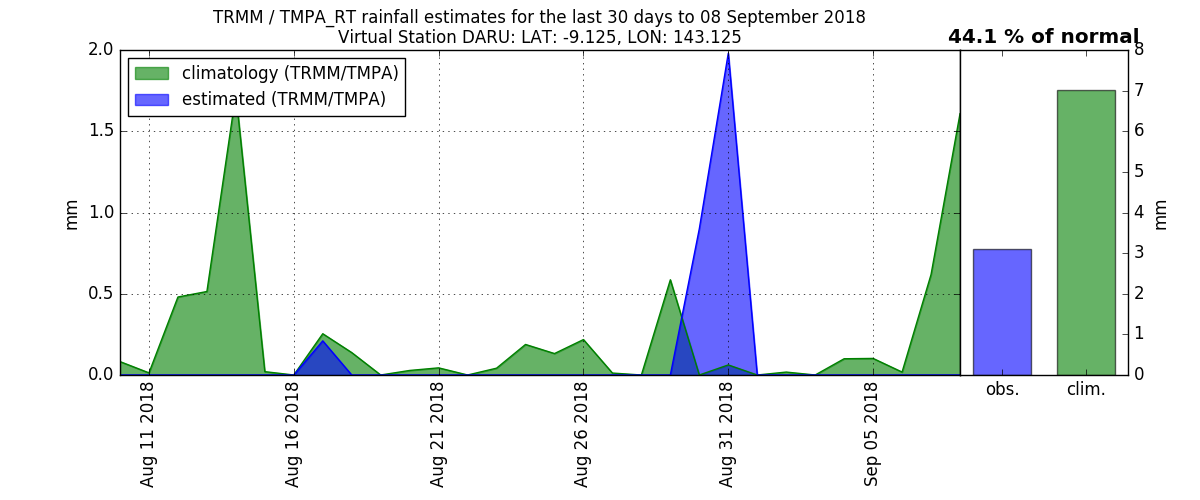 TRMM / TMPA_RT rainfall estimates for the last 30 days to 08 September 2018
Virtual Station DARU: LAT: -9.125, LON: 143.125
44.1 % of normal
climatology (TRMM/TMPA)
estimated (TRMM/TMPA)
2.0
1.5
1.0
0.5
0.0
mm
Aug 11 2018
Aug 16 2018
Aug 21 2018
Aug 26 2018
Aug 31 2018
Sep 05 2018
8
7
6
5
4
3
2
1
0
mm
obs.
clim.